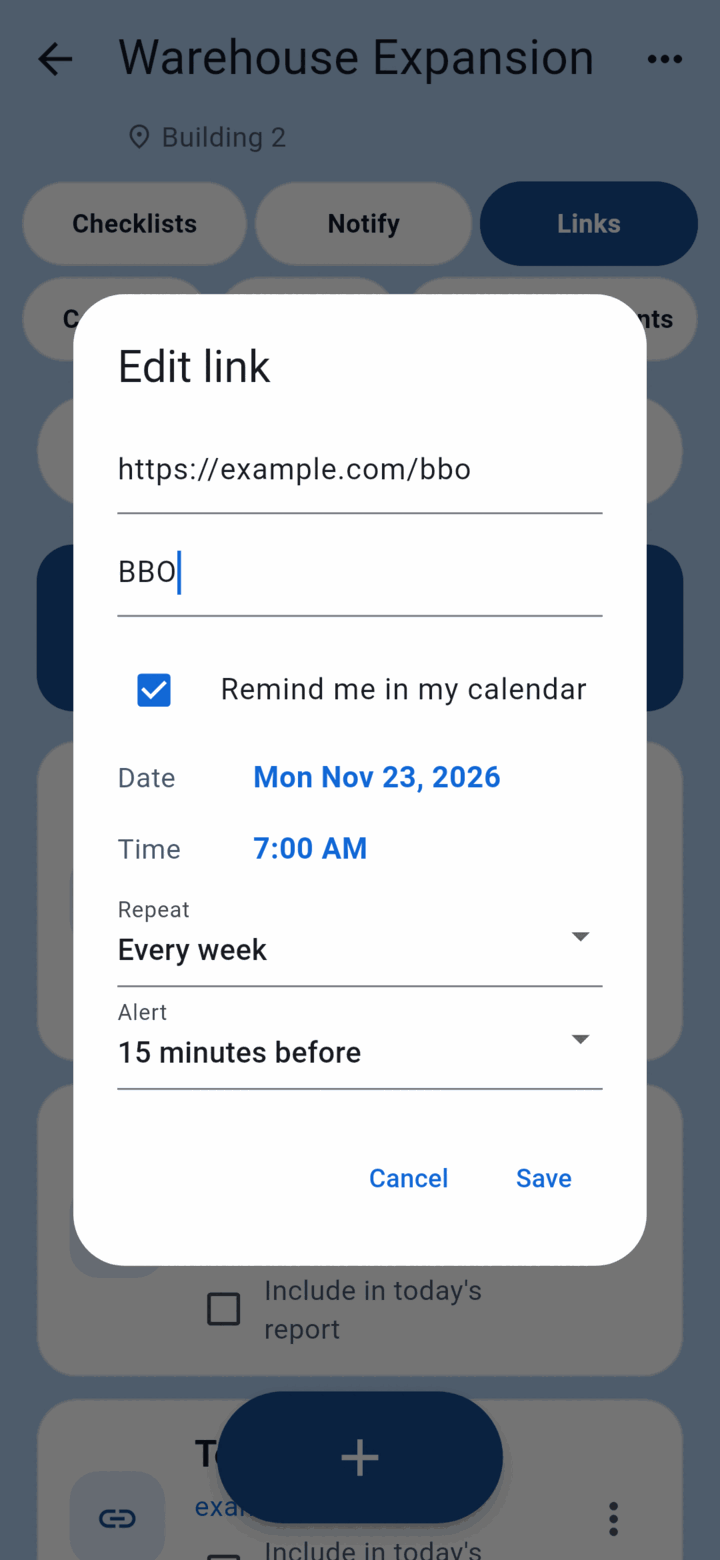 Warehouse Expansion
Building 2
Checklists
Notify
Links
Edit link
https://example.com/bbo
BBO
Remind me in my calendar
Date
Mon Nov 23, 2026
Time
7:00 AM
Repeat
Every week
Alert
15 minutes before
Cancel
Save
Include in today's
report
Include in today's